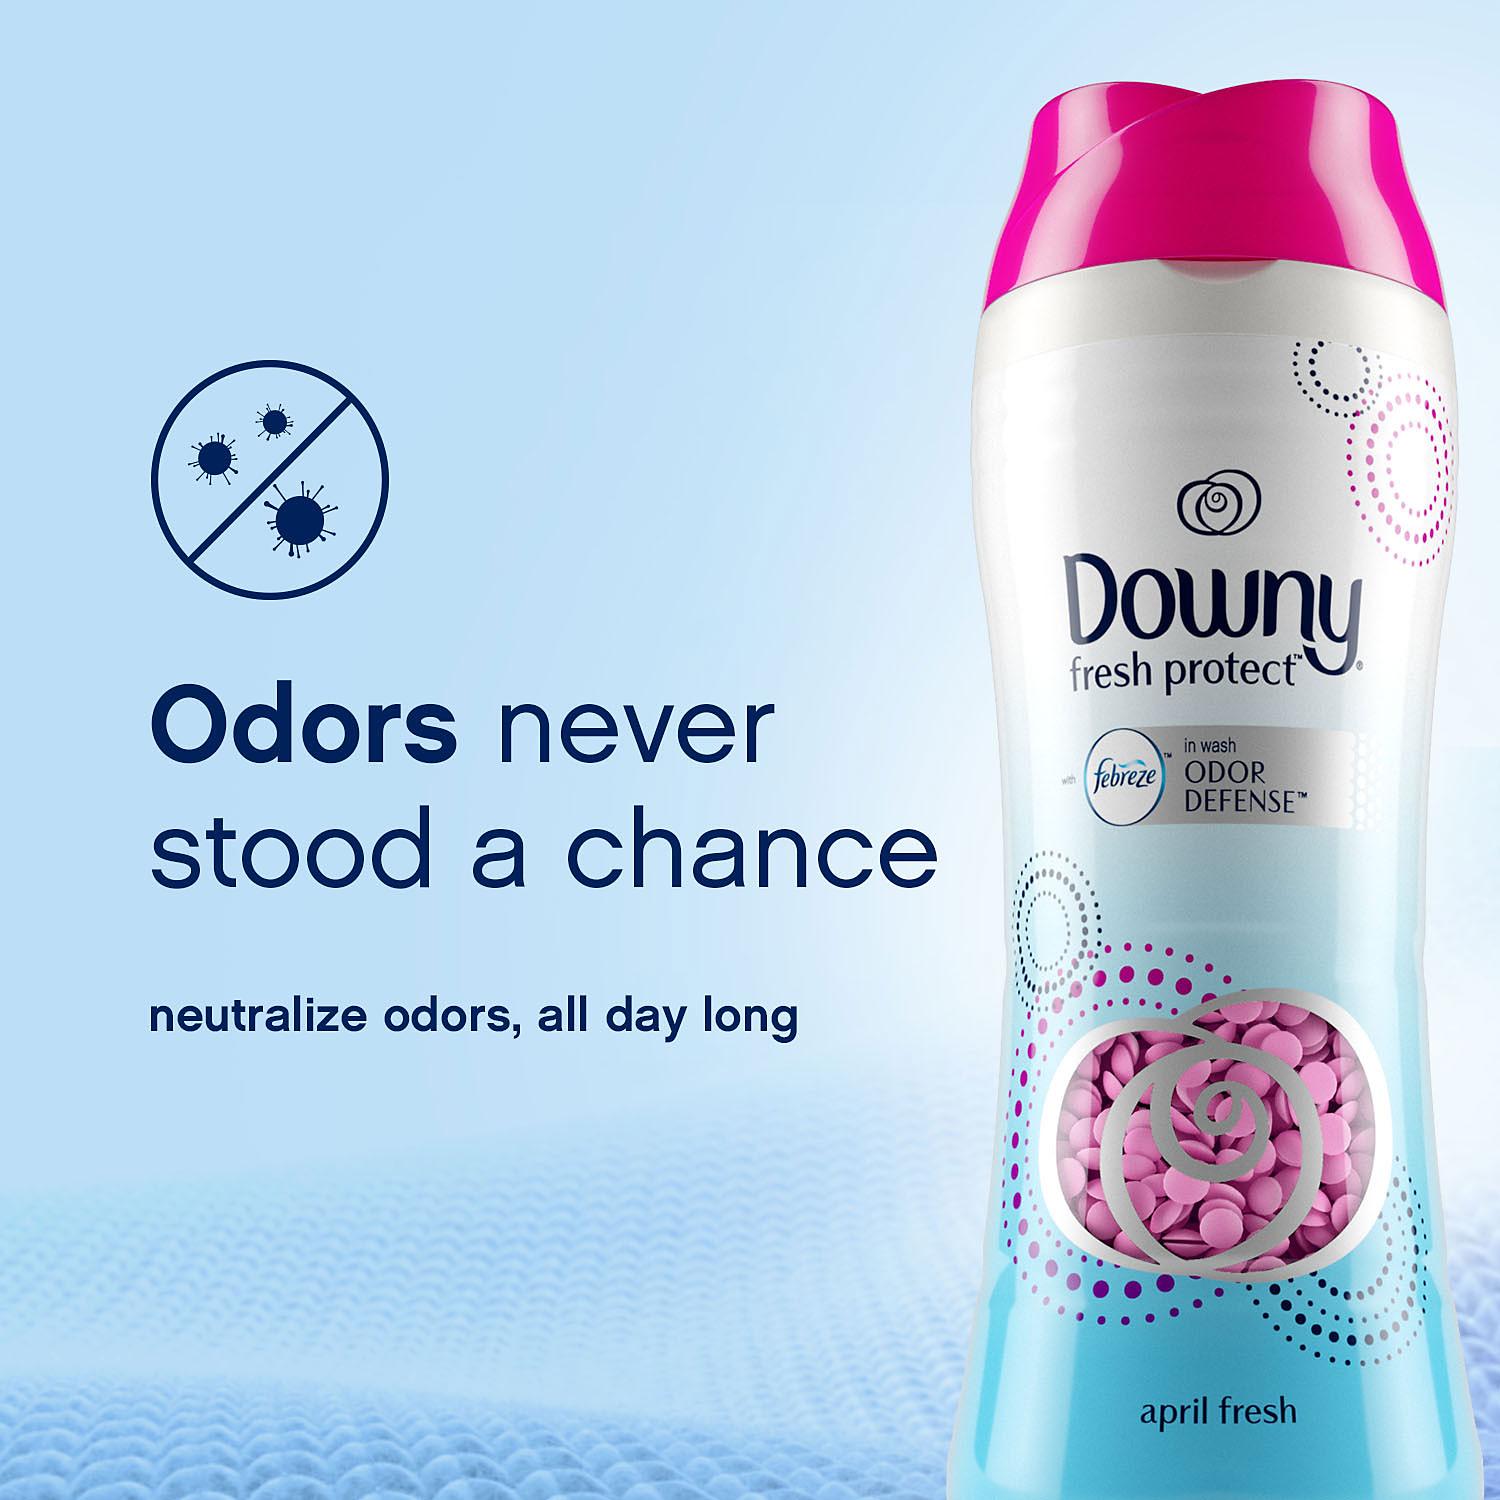 Odors never
stood a chance
neutralize odors, all day long
Downy®
fresh protect™
with febreze™
in wash
ODOR
DEFENSE™
april fresh